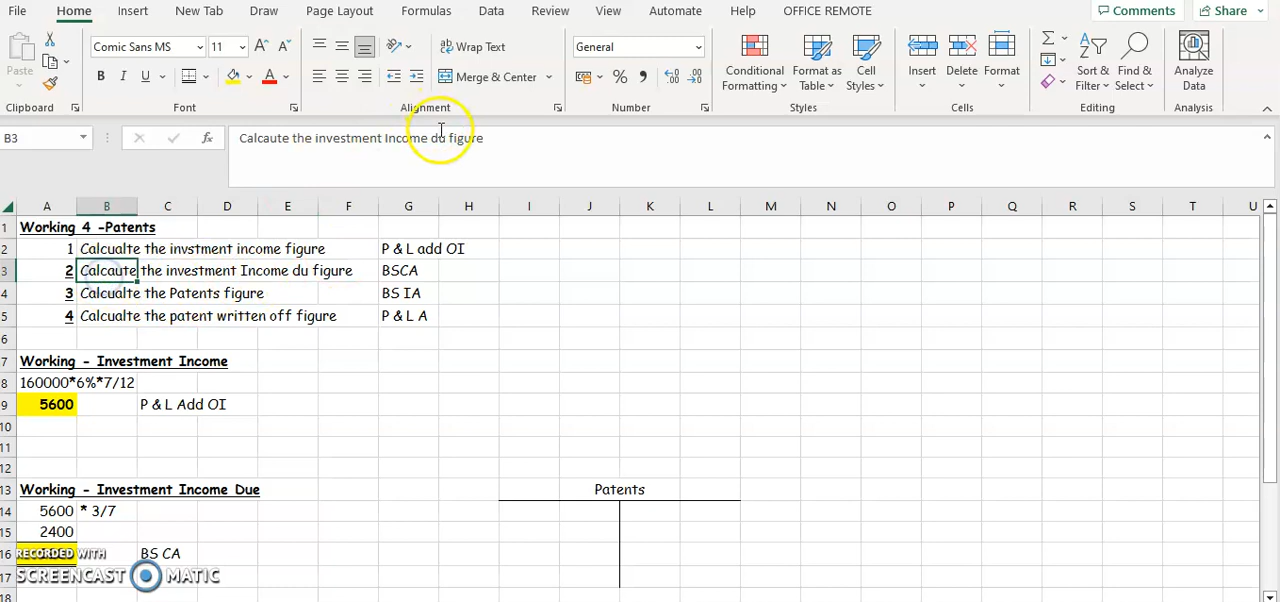 File Home Insert New Tab Draw Page Layout Formulas Data Review View Automate Help OFFICE REMOTE Comments Share
Paste Comic Sans MS 11 A A Wrap Text General Conditional Formatting Format as Table Cell Styles Insert Delete Format Sort & Filter Find & Select Analyze Data
B I U A Merge & Center %
Clipboard Font Alignment Number Styles Cells Editing Analysis
B3 fx Calcaute the investment Income du figure
A B C D E F G H I J K L M N O P Q R S T U
1 Working 4 -Patents
2 1 Calcualte the invstment income figure P & L add OI
3 2 Calcaute the investment Income du figure BSCA
4 3 Calcualte the Patents figure BS IA
5 4 Calcualte the patent written off figure P & L A
6
7 Working - Investment Income
8 160000*6%*7/12
9 5600 P & L Add OI
10
11
12
13 Working - Investment Income Due Patents
14 5600 * 3/7
15 2400
16 BS CA
17
18
RECORDED WITH
SCREENCAST MATIC